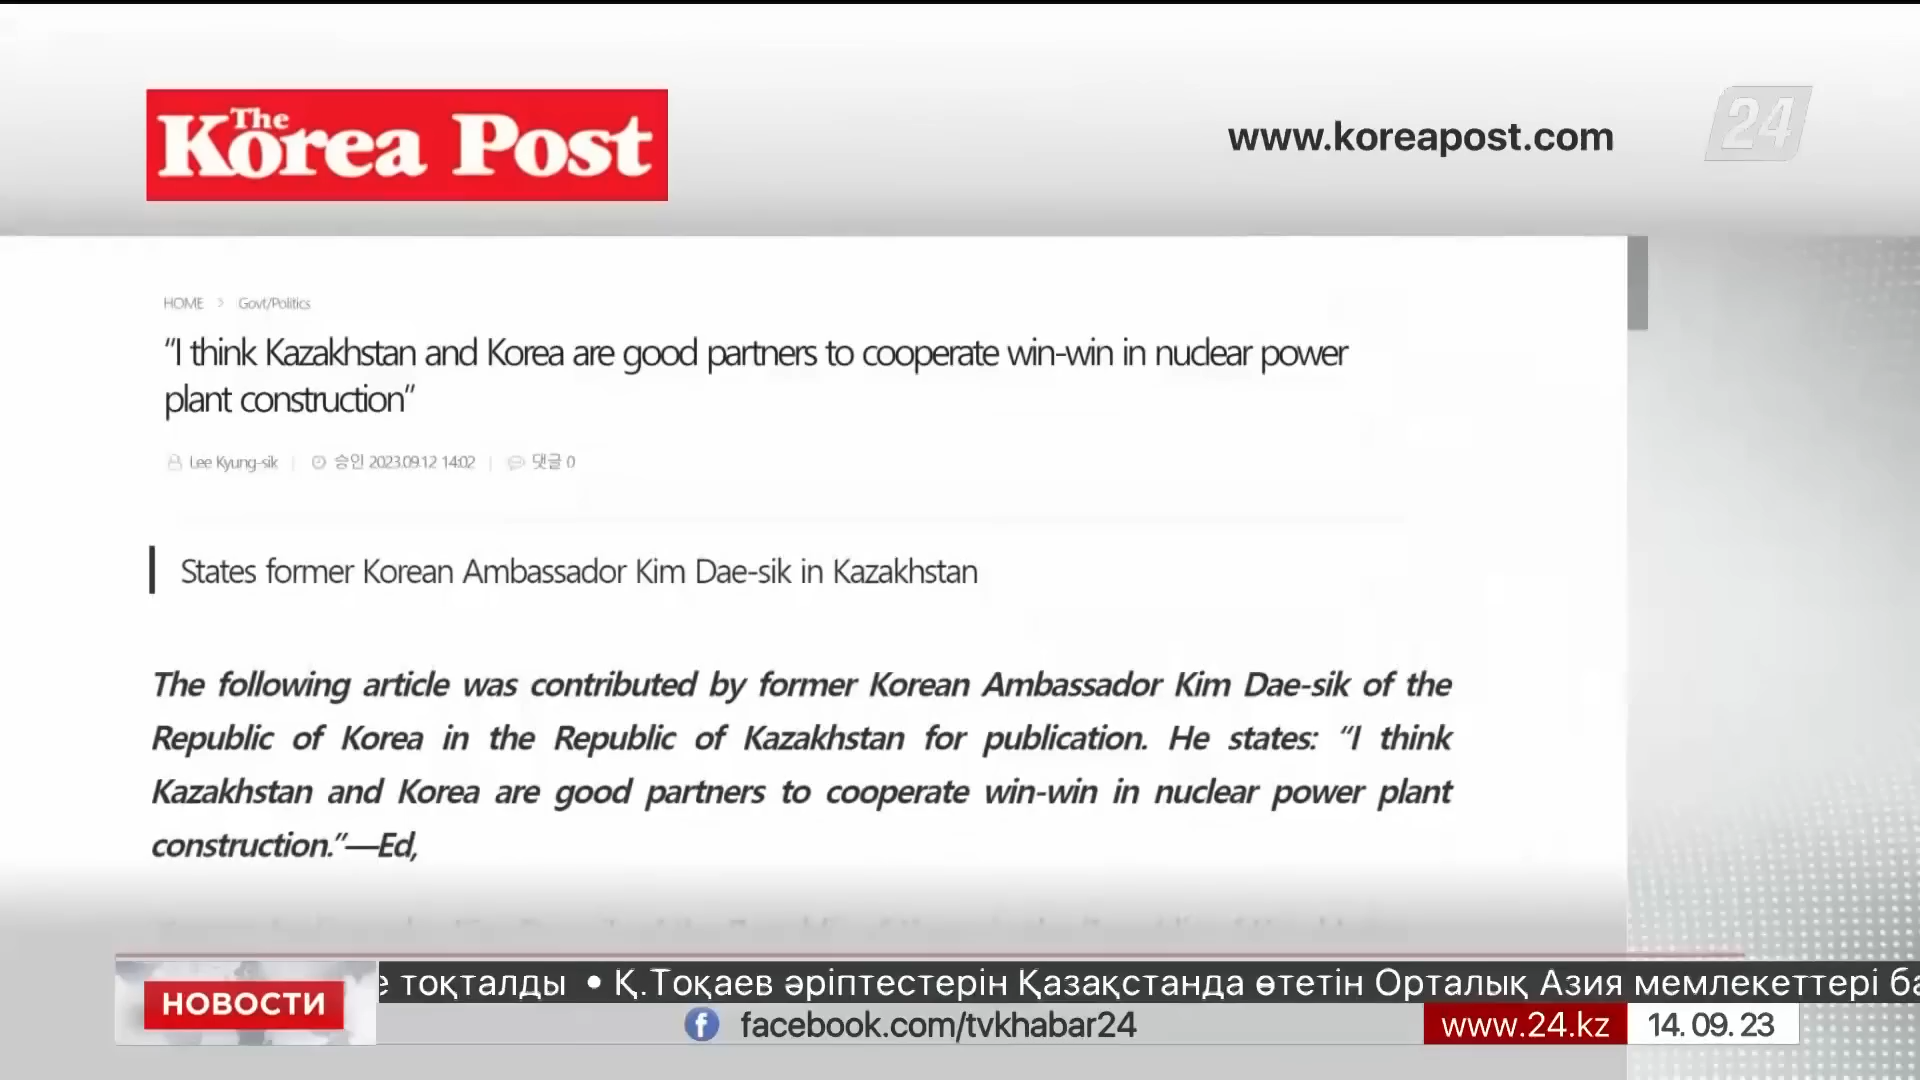 The Korea Post
www.koreapost.com
24
HOME > Govt/Politics
“I think Kazakhstan and Korea are good partners to cooperate win-win in nuclear power
plant construction”
Lee Kyung-sik | 승인 2023.09.12 14:02 | 댓글 0
States former Korean Ambassador Kim Dae-sik in Kazakhstan
The following article was contributed by former Korean Ambassador Kim Dae-sik of the
Republic of Korea in the Republic of Kazakhstan for publication. He states: “I think
Kazakhstan and Korea are good partners to cooperate win-win in nuclear power plant
construction.”—Ed,
е тоқталды • Қ.Тоқаев әріптестерін Қазақстанда өтетін Орталық Азия мемлекеттері ба
НОВОСТИ
facebook.com/tvkhabar24
www.24.kz
14.09.23